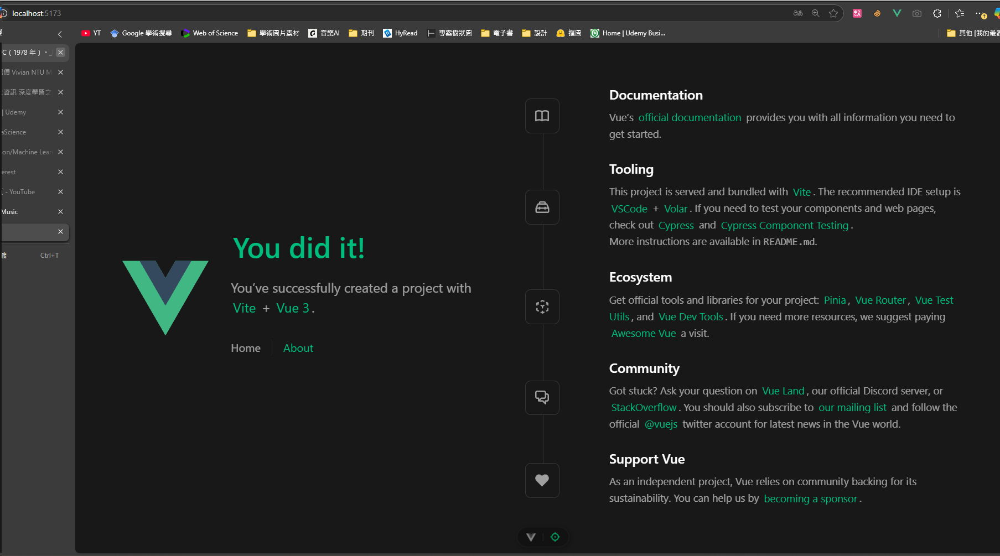 localhost:5173
YT
Google 學術搜尋
Web of Science
學術圖片素材
音樂AI
期刊
HyRead
專案樹狀圖
電子書
設計
摳圖
Home | Udemy Busi...
其他 [我的最愛
C ( 1978 年 )
Vivian NTU M
資訊 深度學習之
| Udemy
aScience
on/Machine Lear
erest
- YouTube
Music
Ctrl+T
You did it!
You've successfully created a project with
Vite + Vue 3.
Home
About
Documentation
Vue's official documentation provides you with all information you need to
get started.
Tooling
This project is served and bundled with Vite. The recommended IDE setup is
VSCode + Volar. If you need to test your components and web pages,
check out Cypress and Cypress Component Testing.
More instructions are available in README.md.
Ecosystem
Get official tools and libraries for your project: Pinia, Vue Router, Vue Test
Utils, and Vue Dev Tools. If you need more resources, we suggest paying
Awesome Vue a visit.
Community
Got stuck? Ask your question on Vue Land, our official Discord server, or
StackOverflow. You should also subscribe to our mailing list and follow the
official @vuejs twitter account for latest news in the Vue world.
Support Vue
As an independent project, Vue relies on community backing for its
sustainability. You can help us by becoming a sponsor.